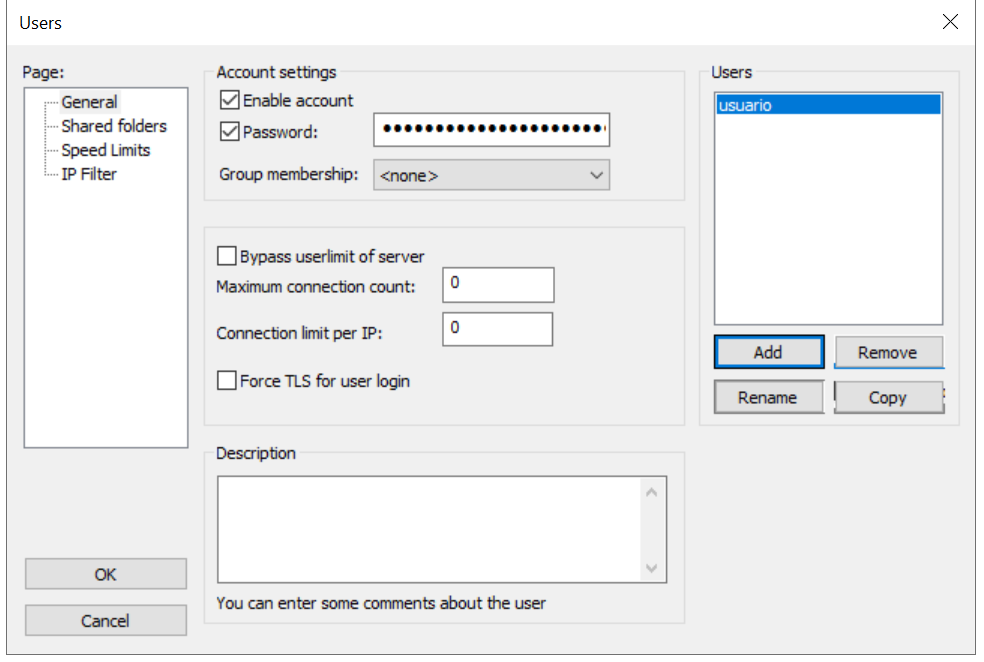 Users
Page:
General
Shared folders
Speed Limits
IP Filter
Account settings
Enable account
Password:
●●●●●●●●●●●●●●●●●●●●●●
Group membership:
<none>
Bypass userlimit of server
Maximum connection count:
0
Connection limit per IP:
0
Force TLS for user login
Description
You can enter some comments about the user
Users
usuario
Add
Remove
Rename
Copy
OK
Cancel